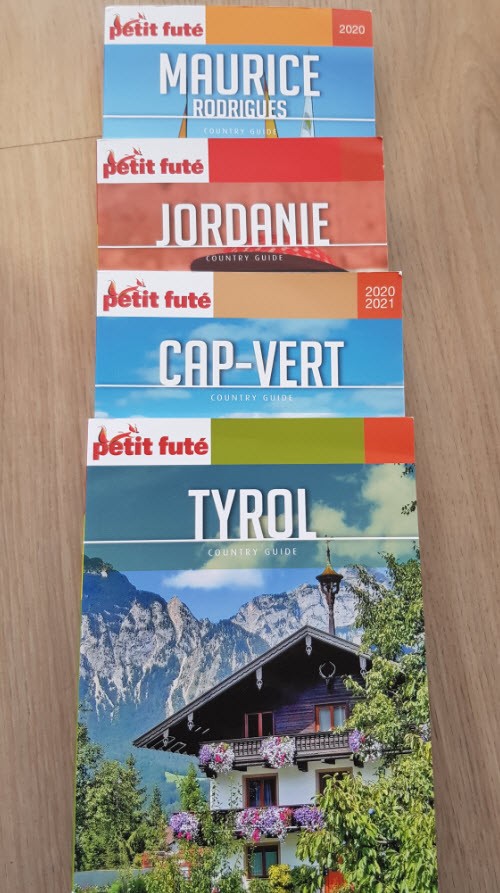 petit futé
2020
MAURICE
RODRIGUES
COUNTRY GUIDE
petit futé
JORDANIE
COUNTRY GUIDE
petit futé
2020
2021
CAP-VERT
COUNTRY GUIDE
petit futé
TYROL
COUNTRY GUIDE